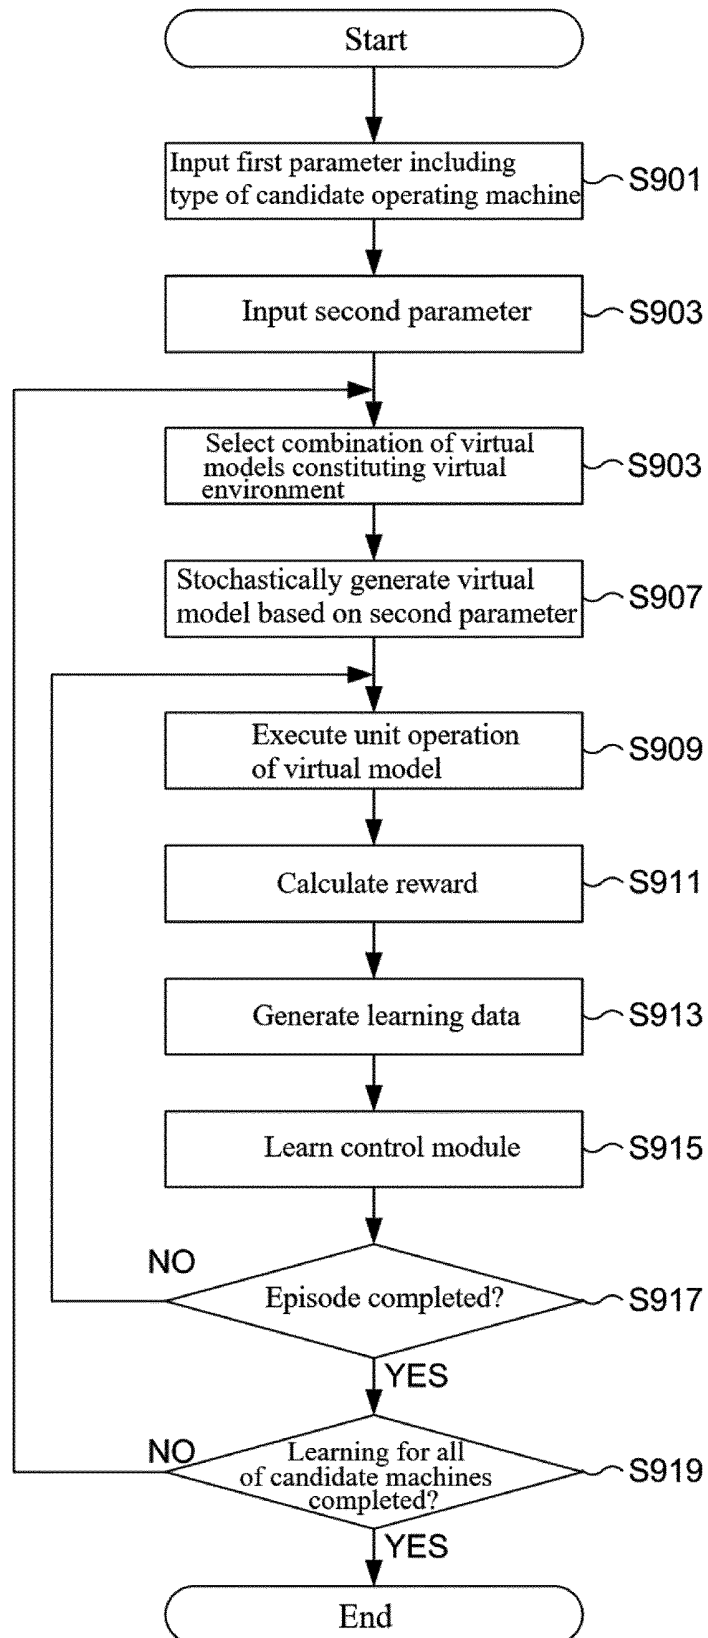 Start
Input first parameter including
type of candidate operating machine
S901
Input second parameter
S903
Select combination of virtual
models constituting virtual
environment
S903
Stochastically generate virtual
model based on second parameter
S907
Execute unit operation
of virtual model
S909
Calculate reward
S911
Generate learning data
S913
Learn control module
S915
NO
Episode completed?
S917
YES
NO
Learning for all
of candidate machines
completed?
S919
YES
End